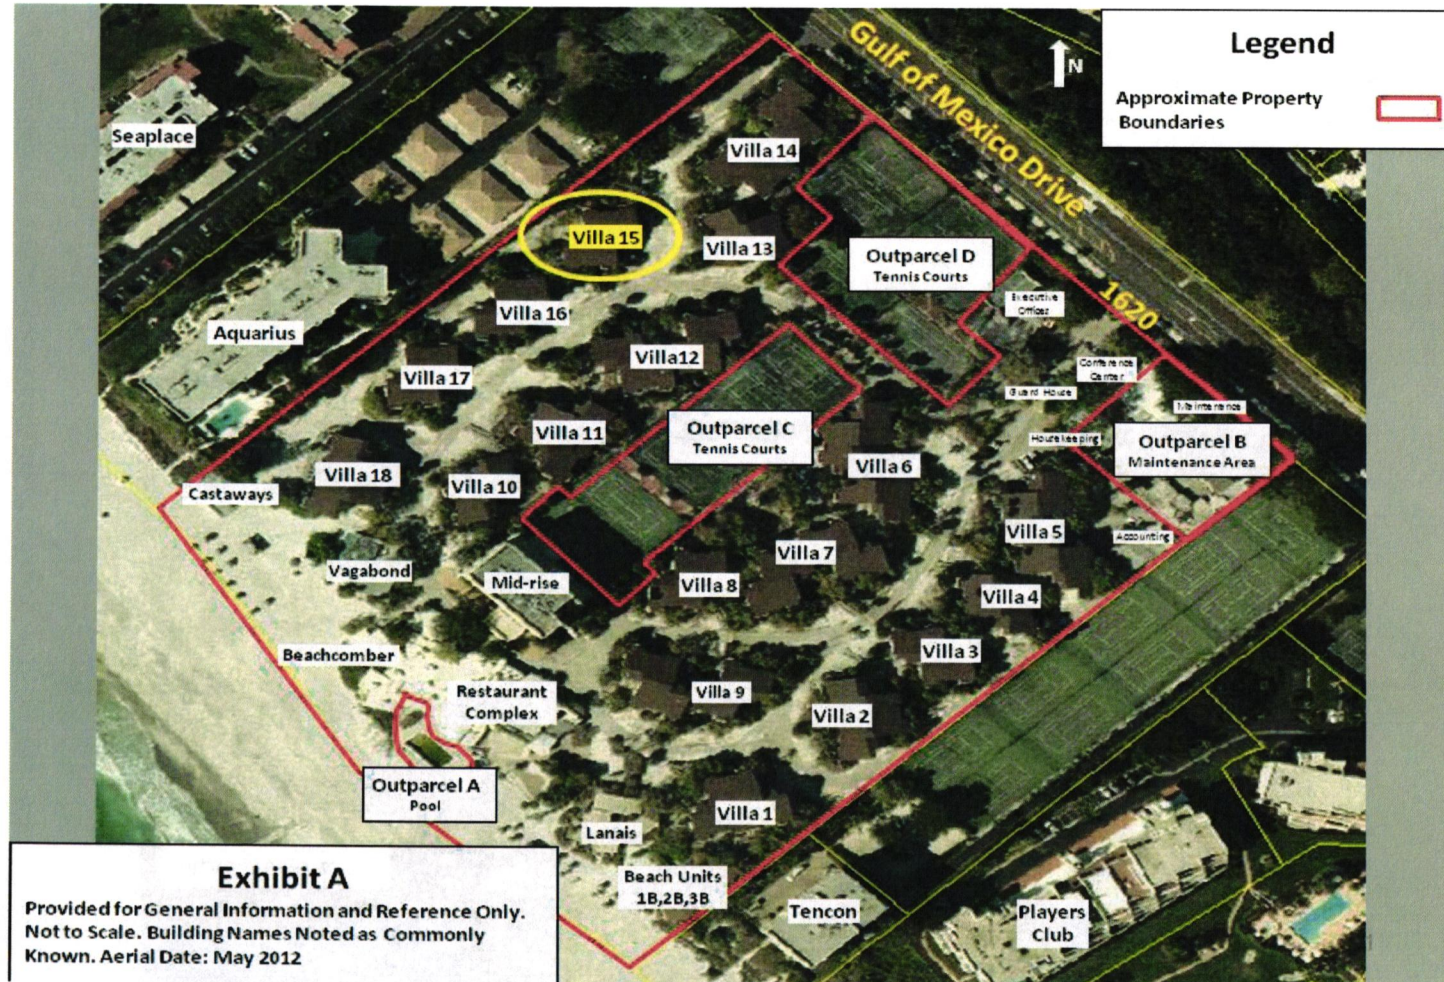 Legend
Approximate Property
Boundaries
N
Gulf of Mexico Drive
1620
Seaplace
Aquarius
Villa 14
Villa 15
Villa 13
Villa 16
Villa12
Villa 17
Villa 11
Villa 18
Villa 10
Castaways
Outparcel D
Tennis Courts
Executive
Offices
Conference
Center
Guard House
Maintenance
Housekeeping
Outparcel B
Maintenance Area
Accounting
Outparcel C
Tennis Courts
Villa 6
Villa 5
Villa 7
Villa 8
Villa 4
Villa 3
Vagabond
Mid-rise
Beachcomber
Restaurant
Complex
Villa 9
Villa 2
Outparcel A
Pool
Villa 1
Lanais
Beach Units
1B,2B,3B
Tencon
Players
Club
Exhibit A
Provided for General Information and Reference Only.
Not to Scale. Building Names Noted as Commonly
Known. Aerial Date: May 2012